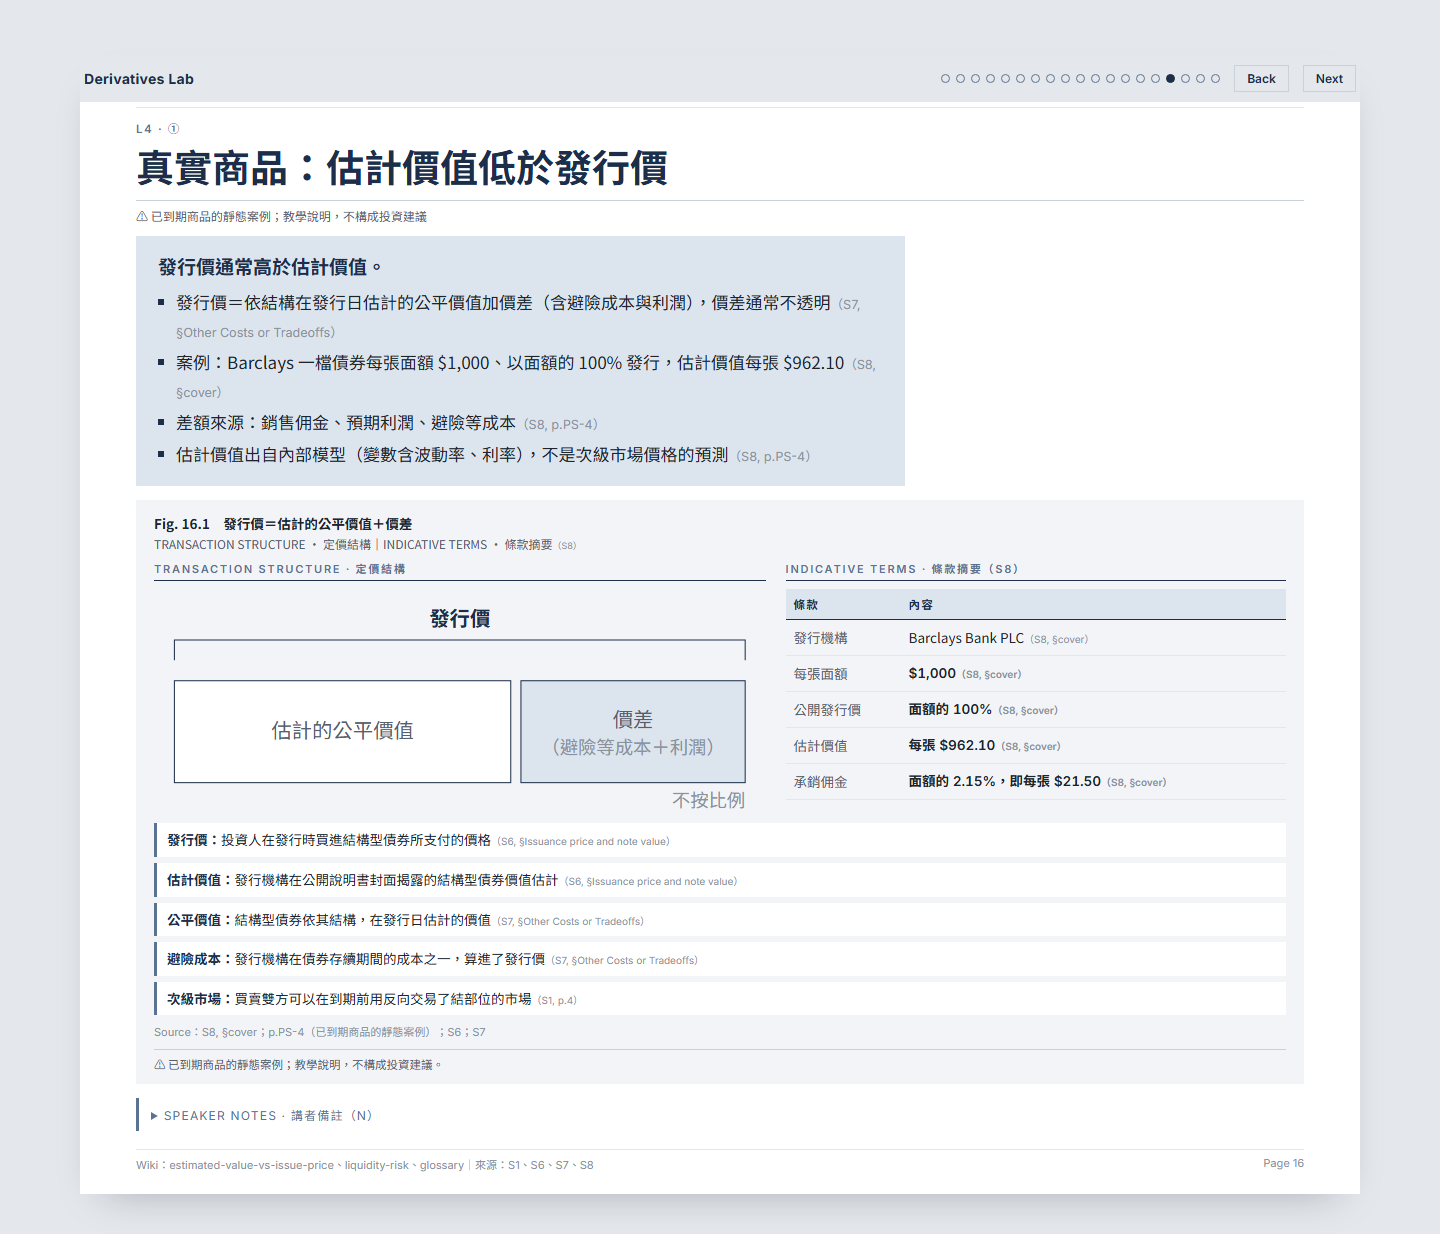 Derivatives Lab
Back
Next
L4 · ①
真實商品：估計價值低於發行價
⚠ 已到期商品的靜態案例；教學說明，不構成投資建議
發行價通常高於估計價值。
▪ 發行價＝依結構在發行日估計的公平價值加價差（含避險成本與利潤），價差通常不透明（S7,
§Other Costs or Tradeoffs）
▪ 案例：Barclays 一檔債券每張面額 $1,000、以面額的 100% 發行，估計價值每張 $962.10（S8,
§cover）
▪ 差額來源：銷售佣金、預期利潤、避險等成本（S8, p.PS-4）
▪ 估計價值出自內部模型（變數含波動率、利率），不是次級市場價格的預測（S8, p.PS-4）
Fig. 16.1　發行價＝估計的公平價值＋價差
TRANSACTION STRUCTURE · 定價結構｜INDICATIVE TERMS · 條款摘要（S8）
TRANSACTION STRUCTURE · 定價結構
發行價
估計的公平價值
價差
（避險等成本＋利潤）
不按比例
INDICATIVE TERMS · 條款摘要（S8）
條款 內容
發行機構 Barclays Bank PLC（S8, §cover）
每張面額 $1,000（S8, §cover）
公開發行價 面額的 100%（S8, §cover）
估計價值 每張 $962.10（S8, §cover）
承銷佣金 面額的 2.15%，即每張 $21.50（S8, §cover）
發行價：投資人在發行時買進結構型債券所支付的價格（S6, §Issuance price and note value）
估計價值：發行機構在公開說明書封面揭露的結構型債券價值估計（S6, §Issuance price and note value）
公平價值：結構型債券依其結構，在發行日估計的價值（S7, §Other Costs or Tradeoffs）
避險成本：發行機構在債券存續期間的成本之一，算進了發行價（S7, §Other Costs or Tradeoffs）
次級市場：買賣雙方可以在到期前用反向交易了結部位的市場（S1, p.4）
Source：S8, §cover；p.PS-4（已到期商品的靜態案例）；S6；S7
⚠ 已到期商品的靜態案例；教學說明，不構成投資建議。
▶ SPEAKER NOTES · 講者備註（N）
Wiki：estimated-value-vs-issue-price、liquidity-risk、glossary｜來源：S1、S6、S7、S8
Page 16